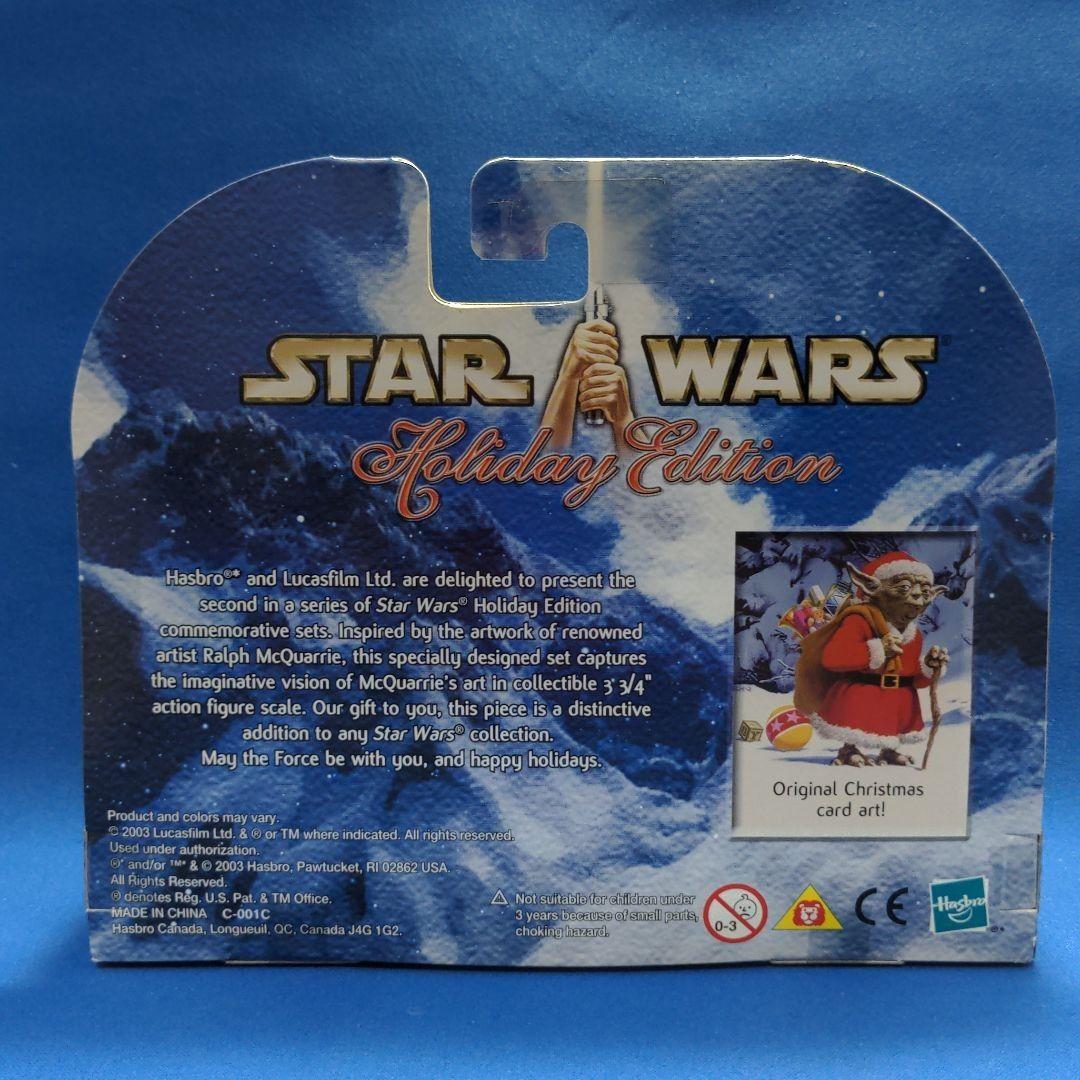 STAR WARS®
Holiday Edition
Hasbro®* and Lucasfilm Ltd. are delighted to present the
second in a series of Star Wars® Holiday Edition
commemorative sets. Inspired by the artwork of renowned
artist Ralph McQuarrie, this specially designed set captures
the imaginative vision of McQuarrie's art in collectible 3 3/4"
action figure scale. Our gift to you, this piece is a distinctive
addition to any Star Wars® collection.
May the Force be with you, and happy holidays.
Original Christmas
card art!
Product and colors may vary.
© 2003 Lucasfilm Ltd. & ® or TM where indicated. All rights reserved.
Used under authorization.
®* and/or ™* & © 2003 Hasbro, Pawtucket, RI 02862 USA.
All Rights Reserved.
® denotes Reg. U.S. Pat. & TM Office.
MADE IN CHINA C-001C
Hasbro Canada, Longueuil, QC, Canada J4G 1G2.
⚠ Not suitable for children under
3 years because of small parts,
choking hazard.
0-3
CE
Hasbro
®*